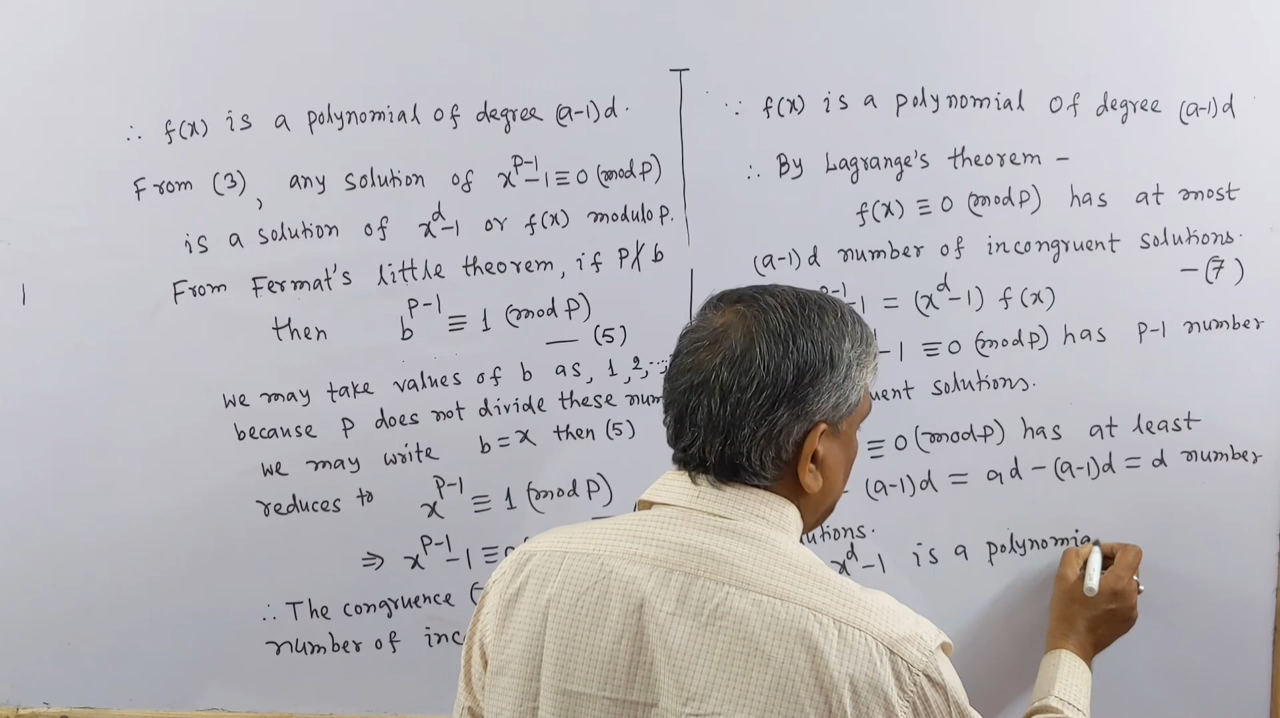 ∴ f(x) is a polynomial of degree (a-1)d.
From (3), any solution of x^{p-1}-1 ≡ 0 (mod p)
is a solution of x^d-1 or f(x) modulo p.
From Fermat's little theorem, if p∤b
then b^{p-1} ≡ 1 (mod p)
— (5)
we may take values of b as, 1, 2, ...
because p does not divide these num
we may write b = x then (5)
reduces to x^{p-1} ≡ 1 (mod p)
⇒ x^{p-1}-1 ≡
∴ The congruence (
number of inc
∵ f(x) is a polynomial of degree (a-1)d
∴ By Lagrange's theorem -
f(x) ≡ 0 (mod p) has at most
(a-1)d number of incongruent solutions.
- (7)
p-1 -1 = (x^d-1) f(x)
-1 ≡ 0 (mod p) has p-1 number
uent solutions.
≡ 0 (mod p) has at least
- (a-1)d = ad - (a-1)d = d number
utions.
x^d-1 is a polynomia